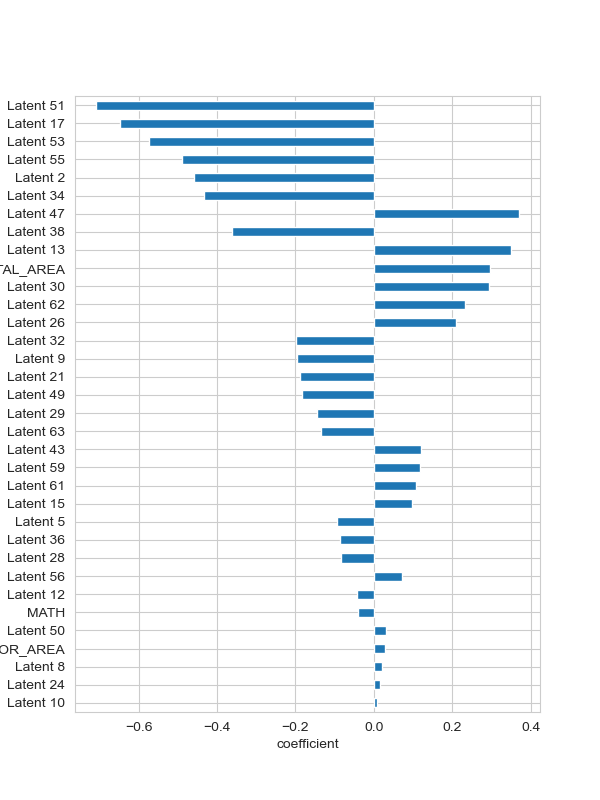 Latent 51
Latent 17
Latent 53
Latent 55
Latent 2
Latent 34
Latent 47
Latent 38
Latent 13
TAL_AREA
Latent 30
Latent 62
Latent 26
Latent 32
Latent 9
Latent 21
Latent 49
Latent 29
Latent 63
Latent 43
Latent 59
Latent 61
Latent 15
Latent 5
Latent 36
Latent 28
Latent 56
Latent 12
MATH
Latent 50
OR_AREA
Latent 8
Latent 24
Latent 10
−0.6 −0.4 −0.2 0.0 0.2 0.4
coefficient